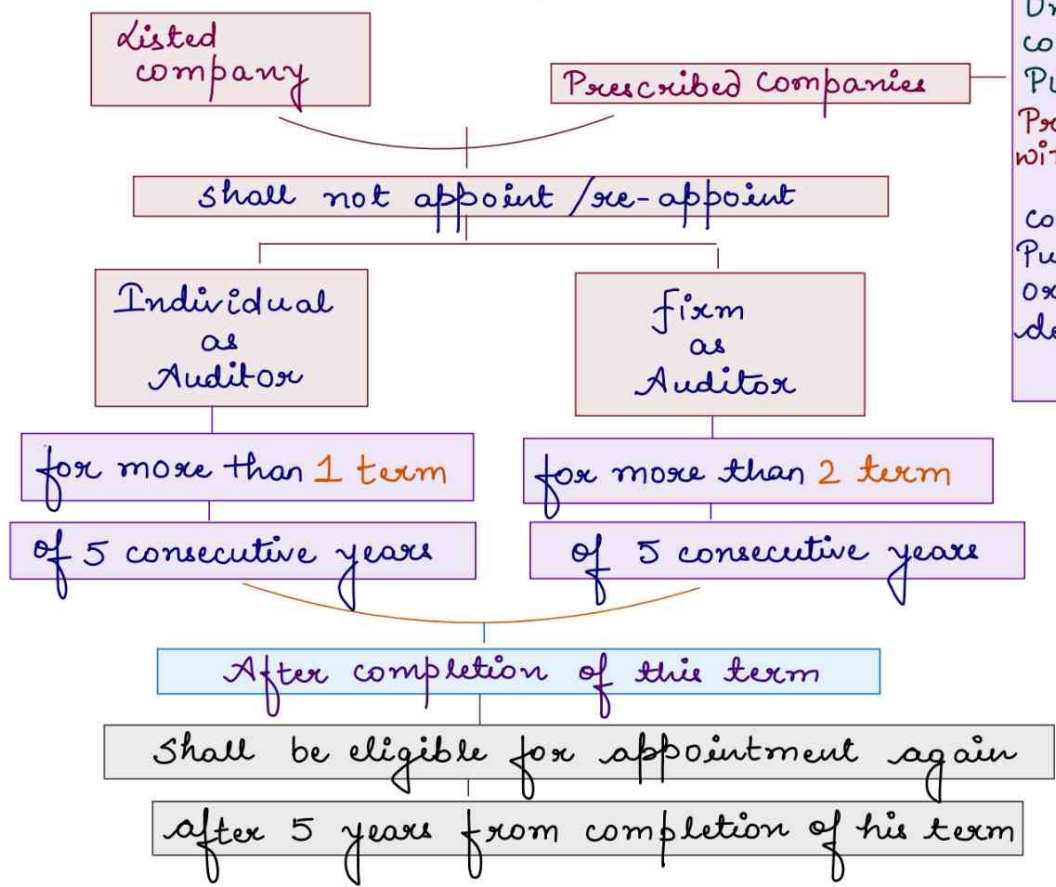 Listed
company
Prescribed Companies
shall not appoint / re-appoint
Individual
as
Auditor
firm
as
Auditor
for more than 1 term
for more than 2 term
of 5 consecutive years
of 5 consecutive years
After completion of this term
shall be eligible for appointment again
after 5 years from completion of his term
or